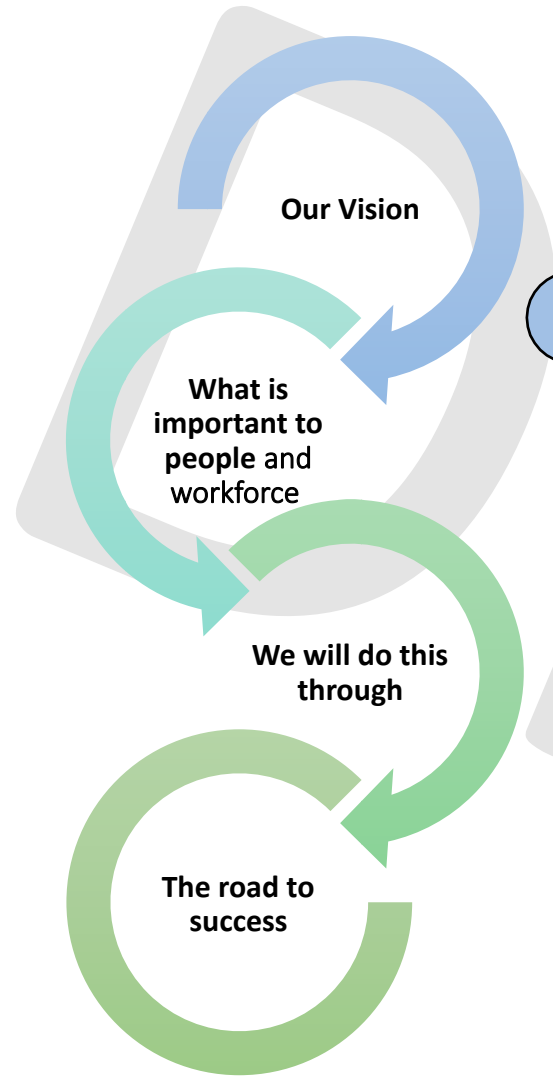 Our Vision
What is
important to
people and
workforce
We will do this
through
The road to
success